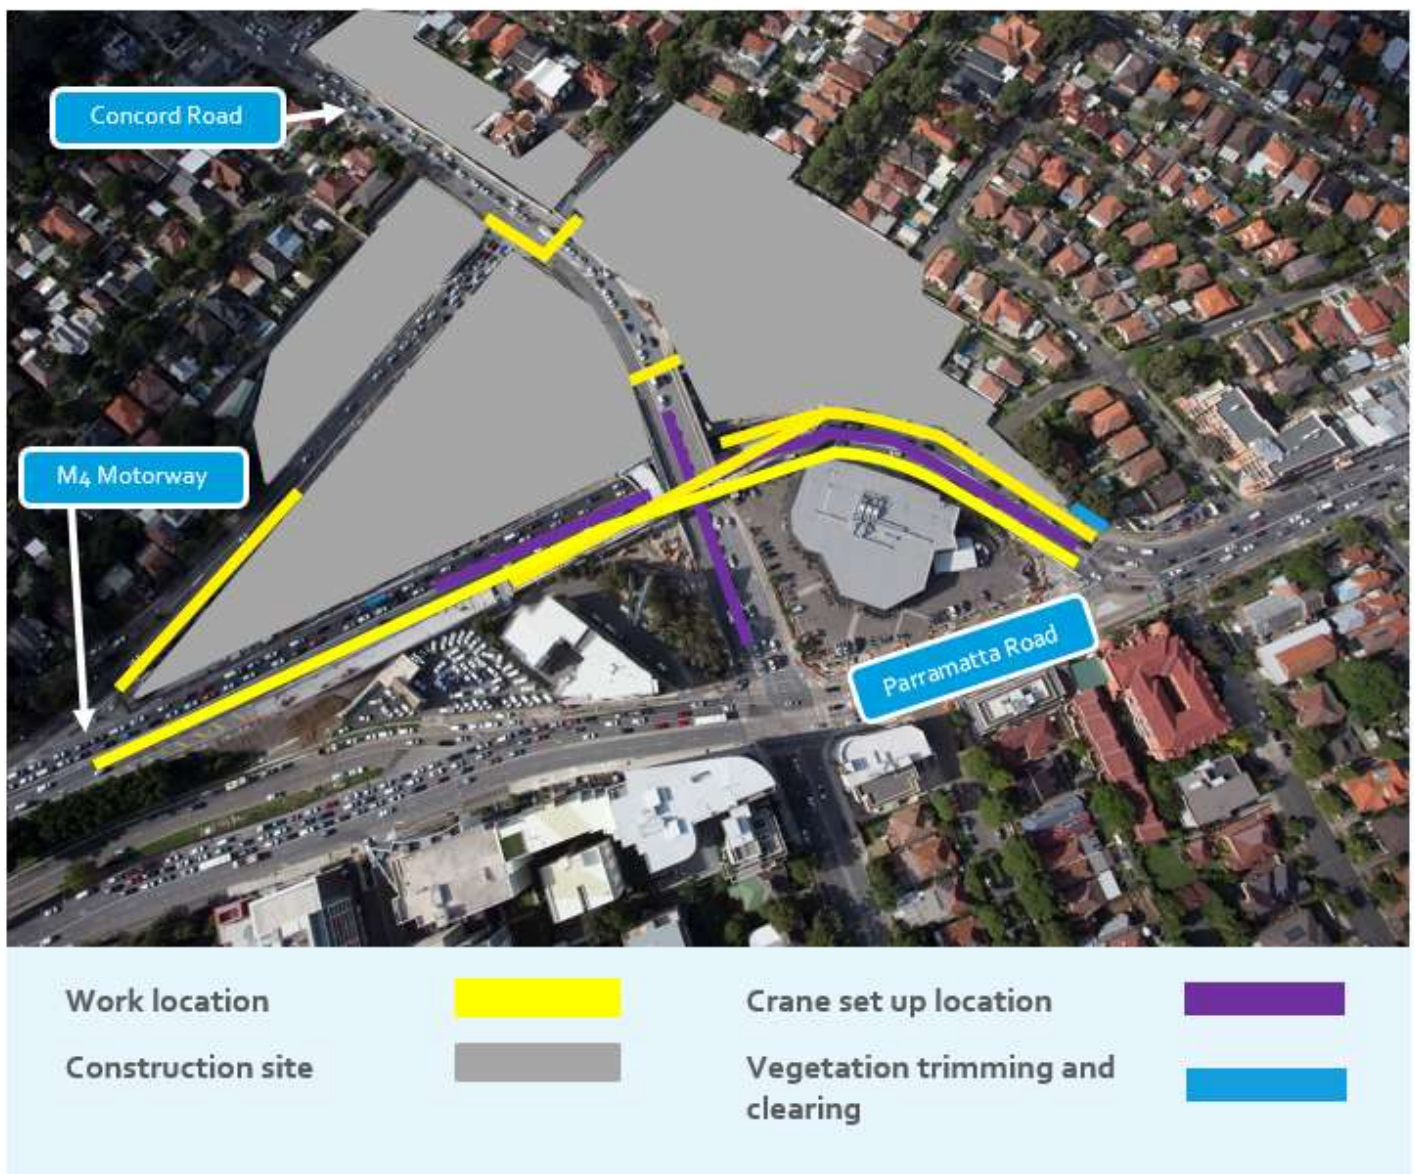 Concord Road
M4 Motorway
Parramatta Road
Work location
Crane set up location
Construction site
Vegetation trimming and
clearing